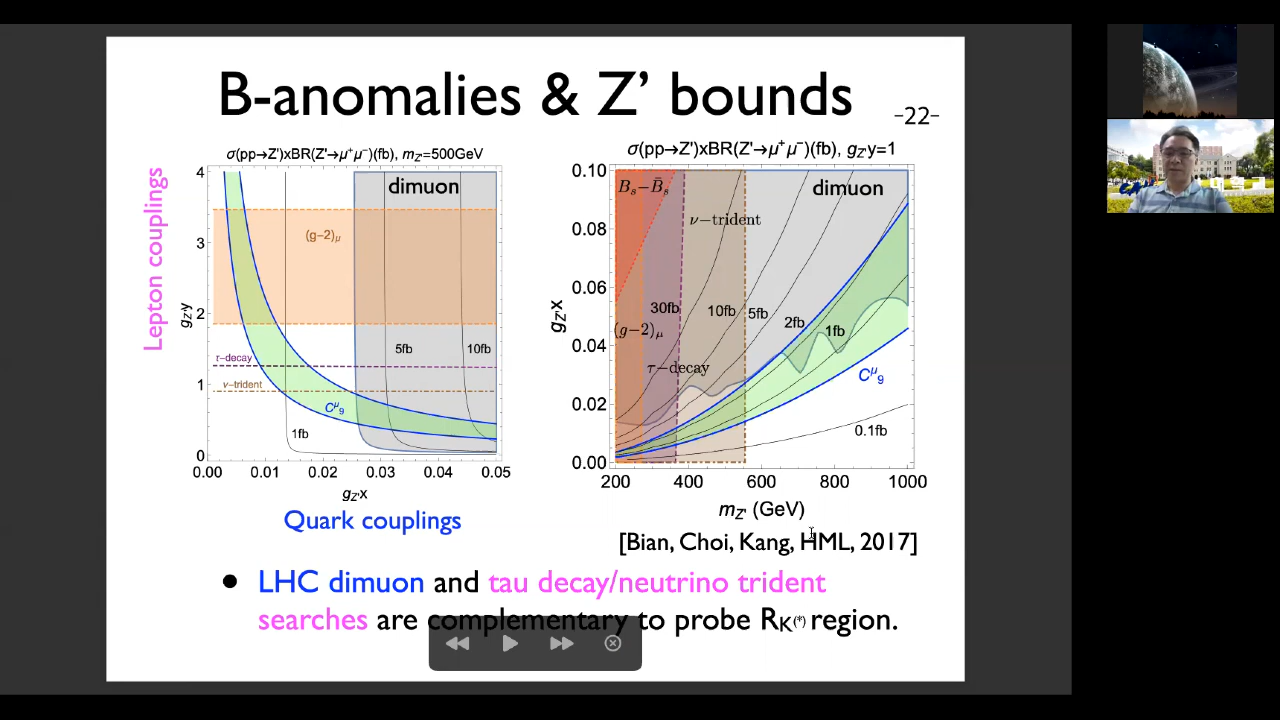 B-anomalies & Z’ bounds
-22-
σ(pp→Z')xBR(Z'→μ⁺μ⁻)(fb), mZ'=500GeV
dimuon
(g-2)μ
τ-decay
ν-trident
Cμ9
1fb
5fb
10fb
4
3
2
1
0
0.00 0.01 0.02 0.03 0.04 0.05
gZ'y
gZ'x
Lepton couplings
Quark couplings
σ(pp→Z')xBR(Z'→μ⁺μ⁻)(fb), gZ'y=1
Bs−B̄s
dimuon
ν−trident
30fb
10fb
5fb
2fb
1fb
(g−2)μ
τ−decay
Cμ9
0.1fb
0.10
0.08
0.06
0.04
0.02
0.00
200 400 600 800 1000
gZ'x
mZ' (GeV)
[Bian, Choi, Kang, HML, 2017]
• LHC dimuon and tau decay/neutrino trident
searches are complementary to probe RK(*) region.